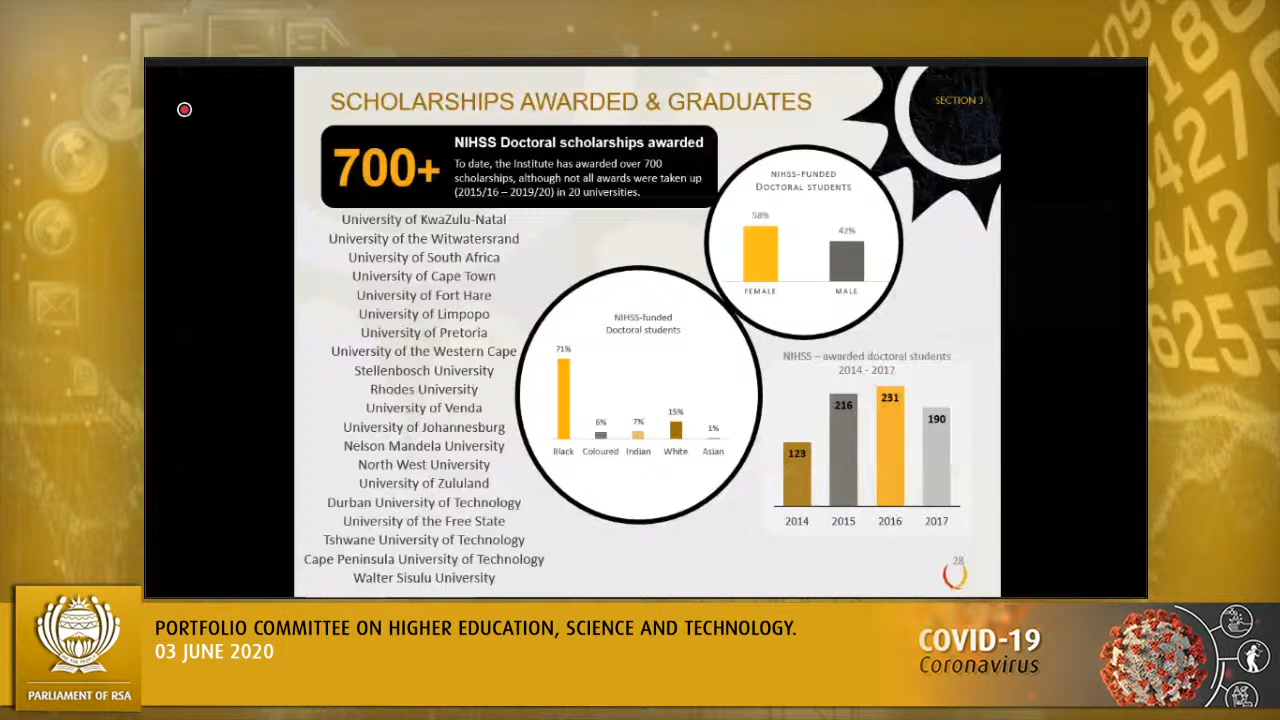 SCHOLARSHIPS AWARDED & GRADUATES
SECTION 3
700+
NIHSS Doctoral scholarships awarded
To date, the Institute has awarded over 700
scholarships, although not all awards were taken up
(2015/16 – 2019/20) in 20 universities.
University of KwaZulu-Natal
University of the Witwatersrand
University of South Africa
University of Cape Town
University of Fort Hare
University of Limpopo
University of Pretoria
University of the Western Cape
Stellenbosch University
Rhodes University
University of Venda
University of Johannesburg
Nelson Mandela University
North West University
University of Zululand
Durban University of Technology
University of the Free State
Tshwane University of Technology
Cape Peninsula University of Technology
Walter Sisulu University
NIHSS-FUNDED
DOCTORAL STUDENTS
58%
42%
FEMALE
MALE
NIHSS-funded
Doctoral students
71%
6%
7%
15%
1%
Black
Coloured
Indian
White
Asian
NIHSS – awarded doctoral students
2014 - 2017
123
216
231
190
2014
2015
2016
2017
28
PARLIAMENT OF RSA
PORTFOLIO COMMITTEE ON HIGHER EDUCATION, SCIENCE AND TECHNOLOGY.
03 JUNE 2020
COVID-19
Coronavirus